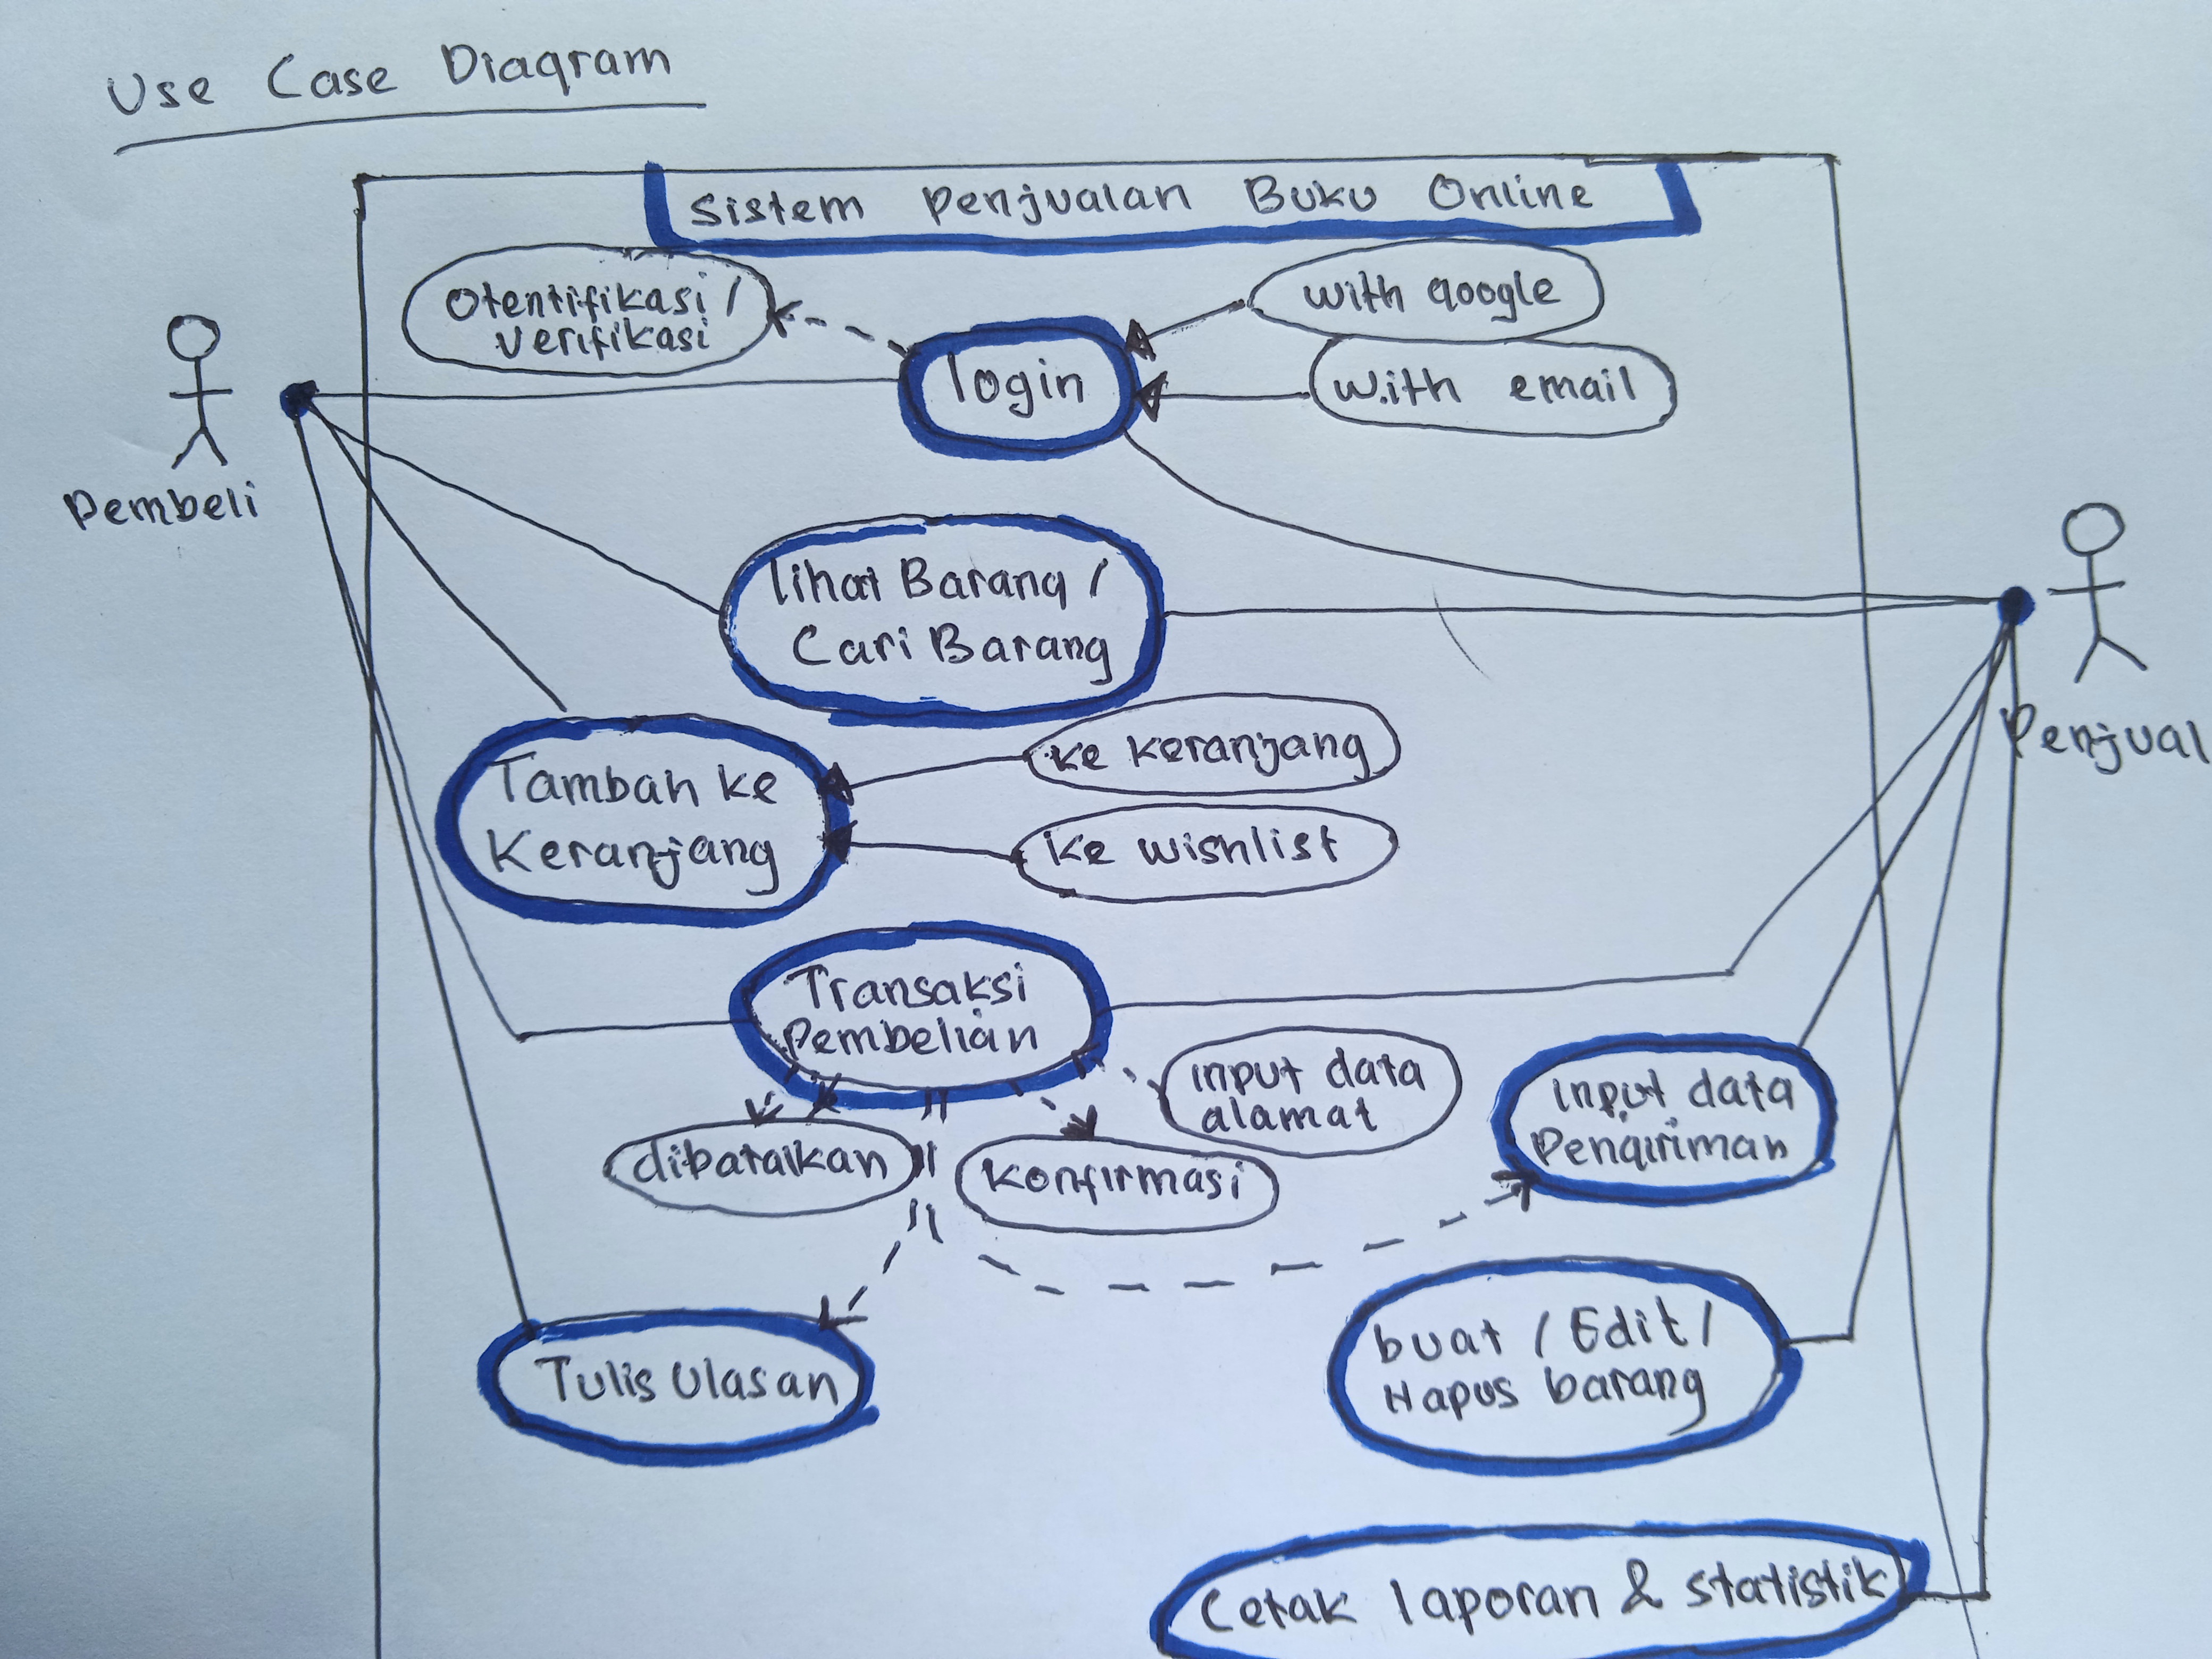 Use Case Diagram
Sistem Penjualan Buku Online
Otentifikasi /
verifikasi
with google
login
with email
Pembeli
lihat Barang /
Cari Barang
Penjual
ke keranjang
Tambah ke
Keranjang
ke wishlist
Transaksi
Pembelian
input data
alamat
input data
Pengiriman
dibatalkan
Konfirmasi
buat / Edit /
Hapus barang
Tulis Ulasan
Cetak laporan & statistik